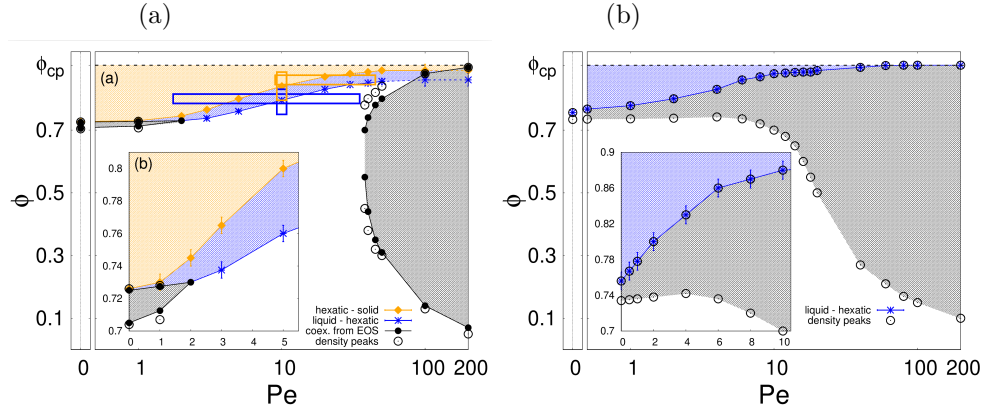 (a)
(b)
ϕcp
(a)
0.7
0.5
0.3
0.1
ϕ
(b)
0.8
0.78
0.76
0.74
0.72
0.7
0 1 2 3 4 5
hexatic - solid
liquid - hexatic
coex. from EOS
density peaks
0 1 10 100 200
Pe
ϕcp
0.7
0.5
0.3
0.1
ϕ
0.9
0.86
0.82
0.78
0.74
0.7
0 2 4 6 8 10
liquid - hexatic
density peaks
0 1 10 100 200
Pe